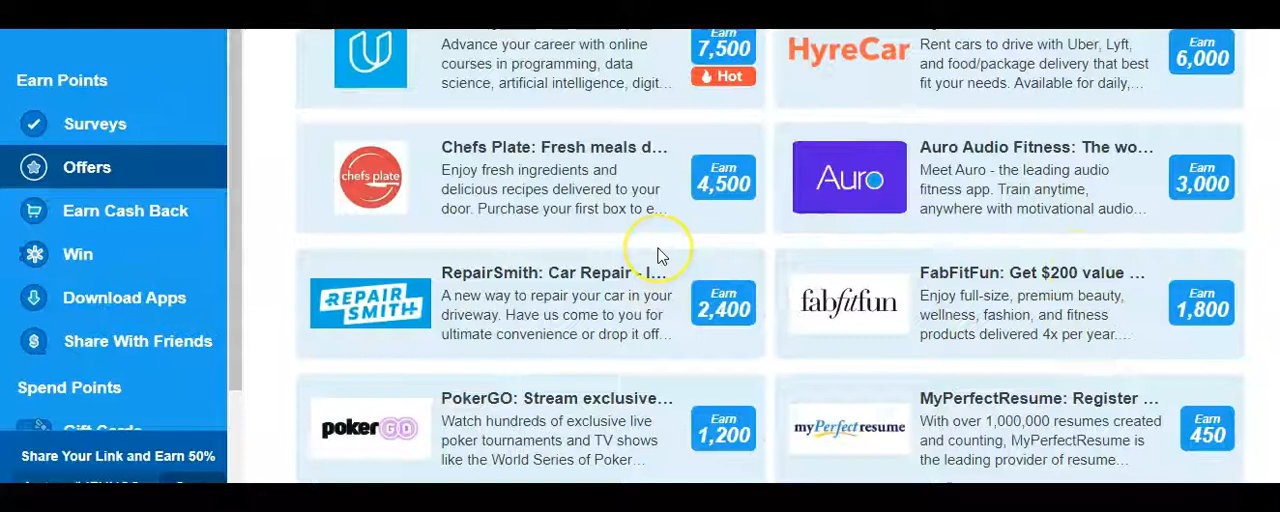 Earn Points
Surveys
Offers
Earn Cash Back
Win
Download Apps
Share With Friends
Spend Points
Gift Cards
Share Your Link and Earn 50%
Advance your career with online
courses in programming, data
science, artificial intelligence, digit...
Earn
7,500
Hot
HyreCar
Rent cars to drive with Uber, Lyft,
and food/package delivery that best
fit your needs. Available for daily,...
Earn
6,000
chefs plate
Chefs Plate: Fresh meals d...
Enjoy fresh ingredients and
delicious recipes delivered to your
door. Purchase your first box to e...
Earn
4,500
Auro
Auro Audio Fitness: The wo...
Meet Auro - the leading audio
fitness app. Train anytime,
anywhere with motivational audio...
Earn
3,000
REPAIR
SMITH
RepairSmith: Car Repair - I...
A new way to repair your car in your
driveway. Have us come to you for
ultimate convenience or drop it off...
Earn
2,400
fabfitfun
FabFitFun: Get $200 value ...
Enjoy full-size, premium beauty,
wellness, fashion, and fitness
products delivered 4x per year....
Earn
1,800
pokerGO
PokerGO: Stream exclusive...
Watch hundreds of exclusive live
poker tournaments and TV shows
like the World Series of Poker...
Earn
1,200
myPerfectresume
MyPerfectResume: Register ...
With over 1,000,000 resumes created
and counting, MyPerfectResume is
the leading provider of resume...
Earn
450